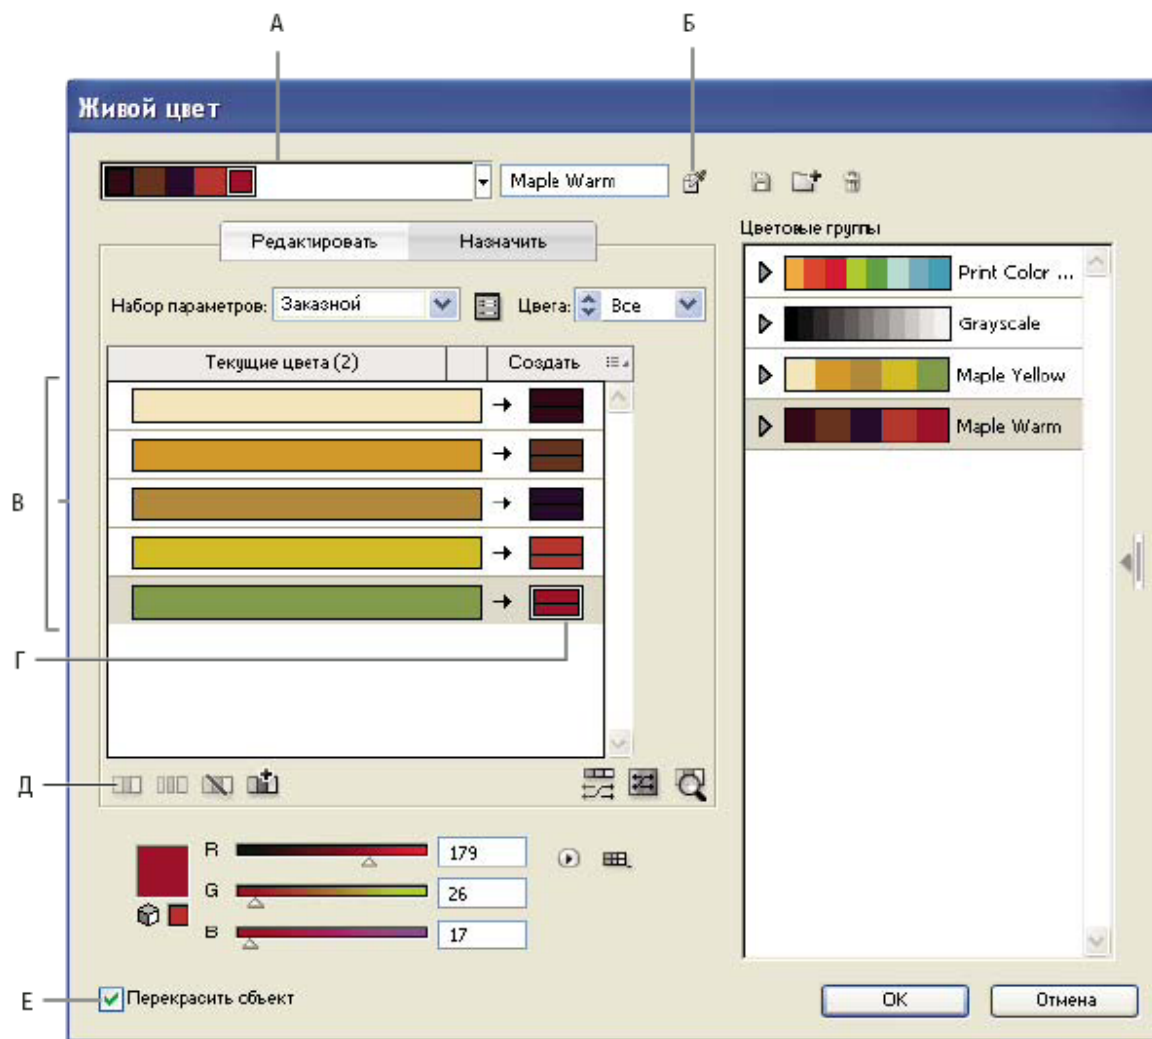 А
Б
Живой цвет
Maple Warm
Редактировать
Назначить
Цветовые группы
Набор параметров:
Заказной
Цвета:
Все
Print Color ...
Grayscale
Maple Yellow
Maple Warm
Текущие цвета (2)
Создать
В
Г
Д
R
179
G
26
B
17
Е
Перекрасить объект
OK
Отмена